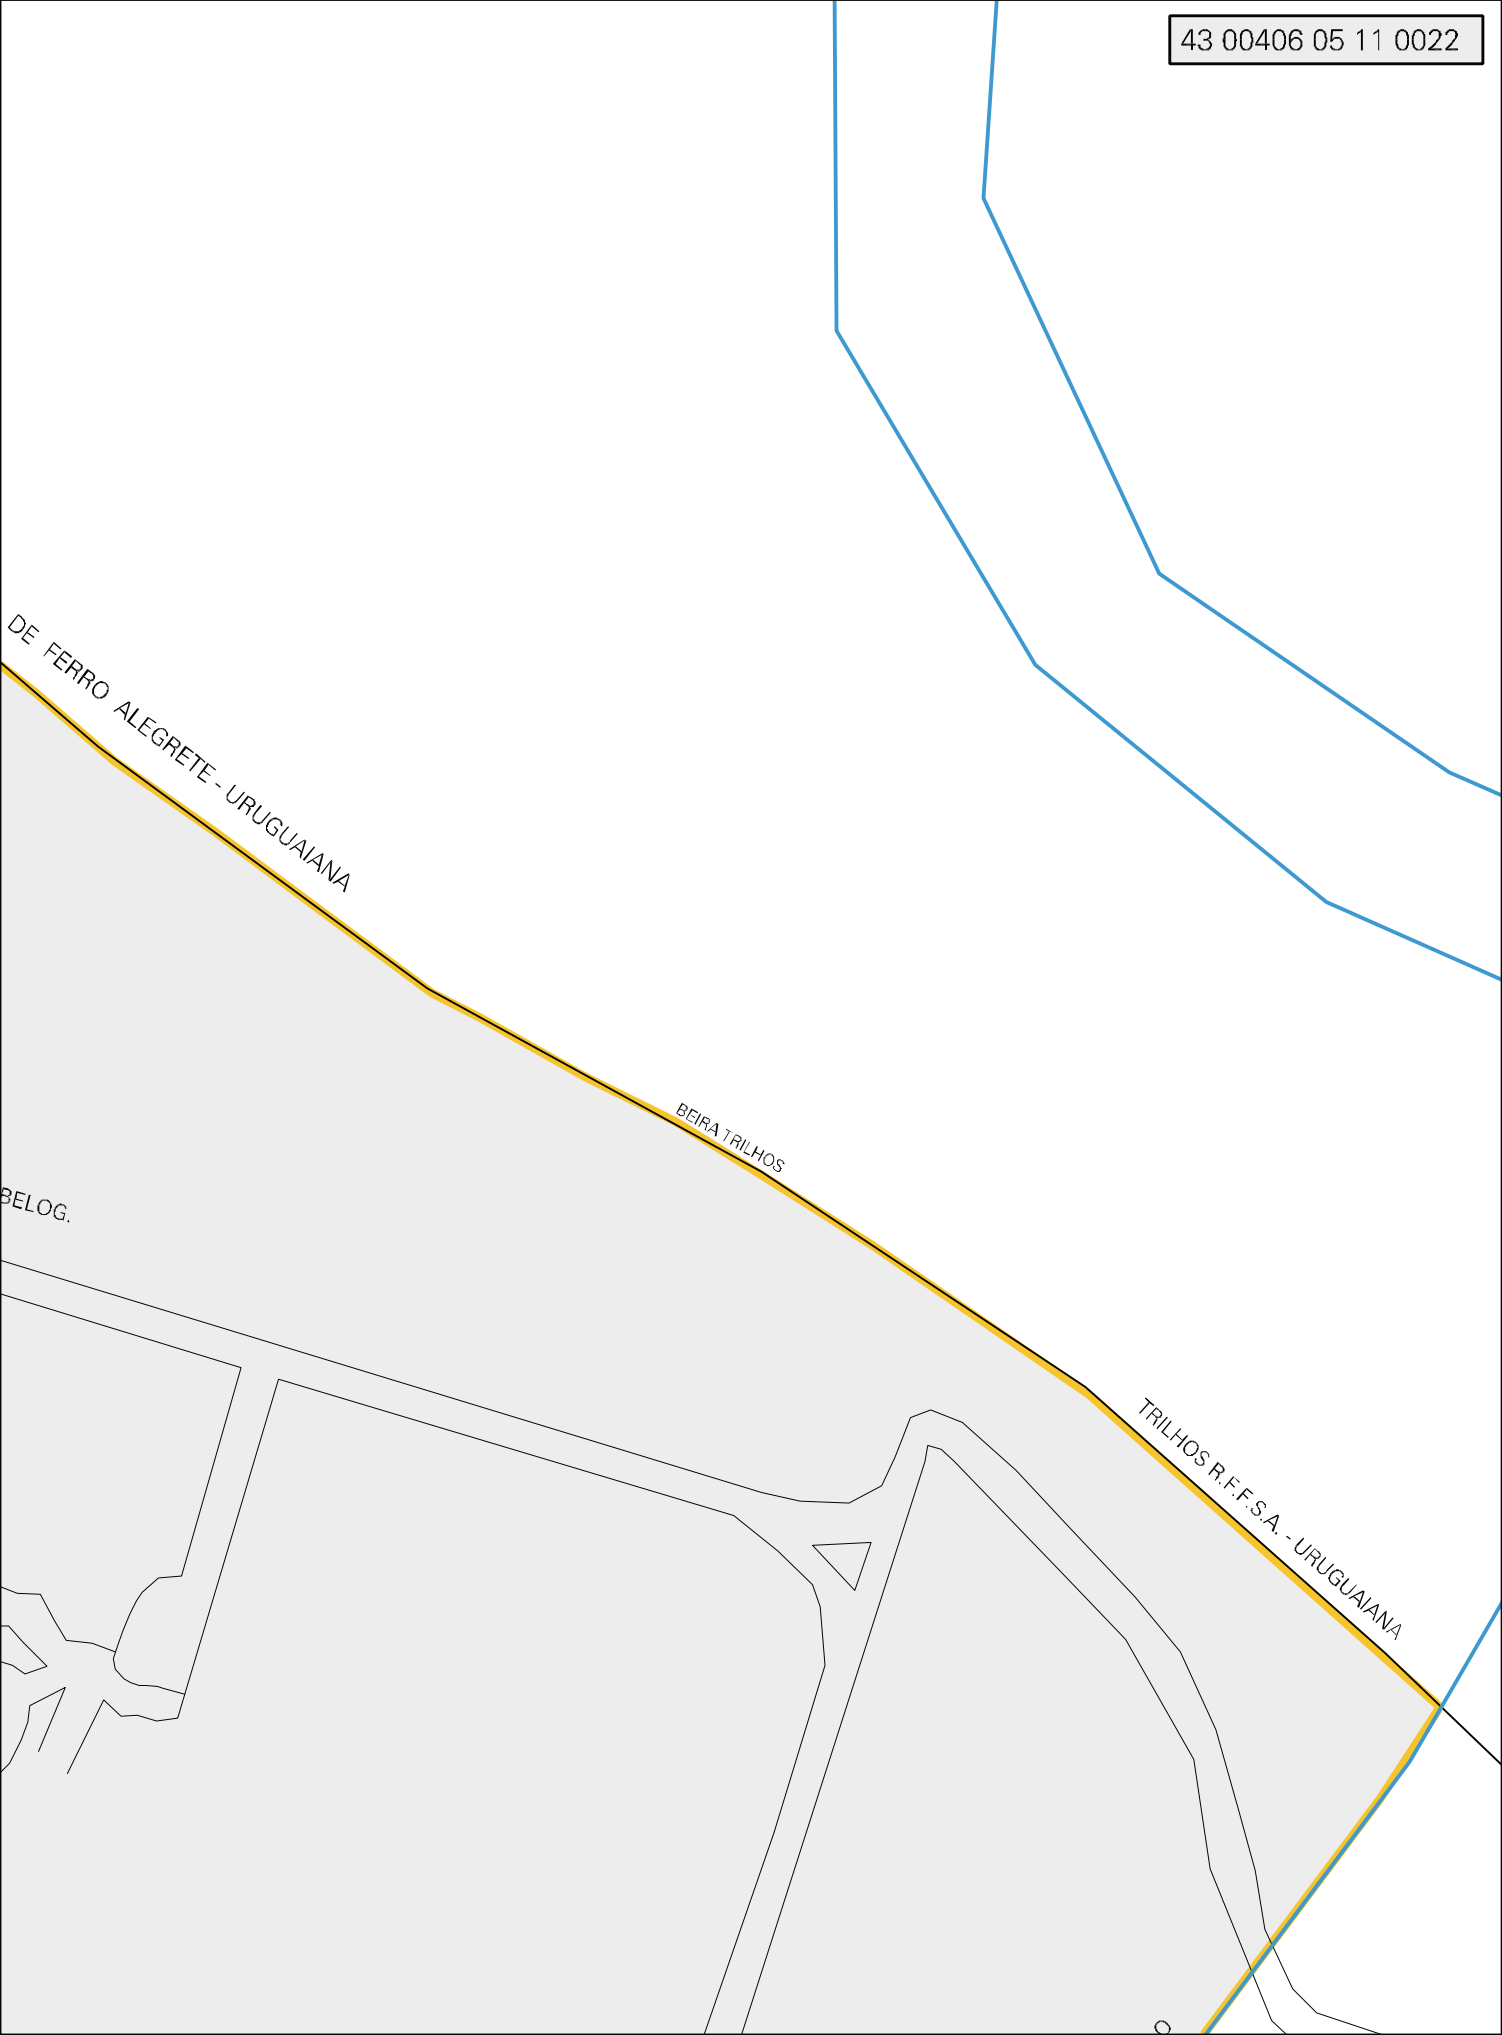 43 00406 05 11 0022
DE FERRO ALEGRETE - URUGUAIANA
BEIRA TRILHOS
BELOG.
TRILHOS R.F.F.S.A. - URUGUAIANA
O